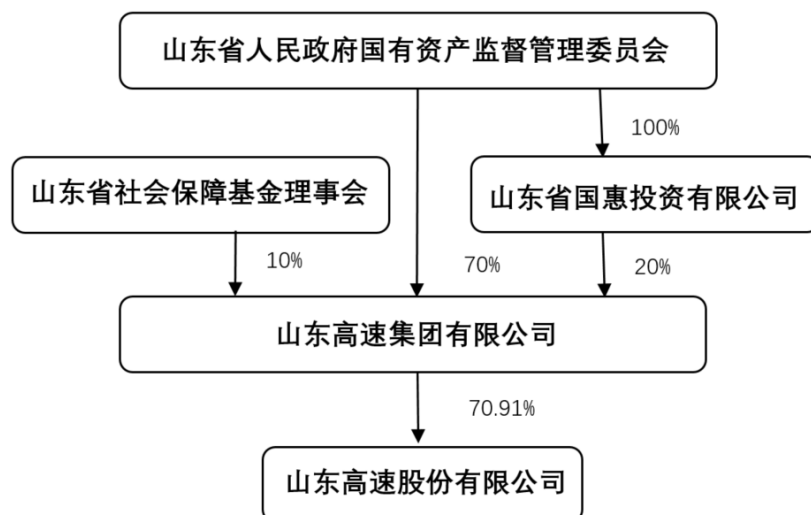 山东省人民政府国有资产监督管理委员会
100%
山东省社会保障基金理事会
山东省国惠投资有限公司
10%
70%
20%
山东高速集团有限公司
70.91%
山东高速股份有限公司